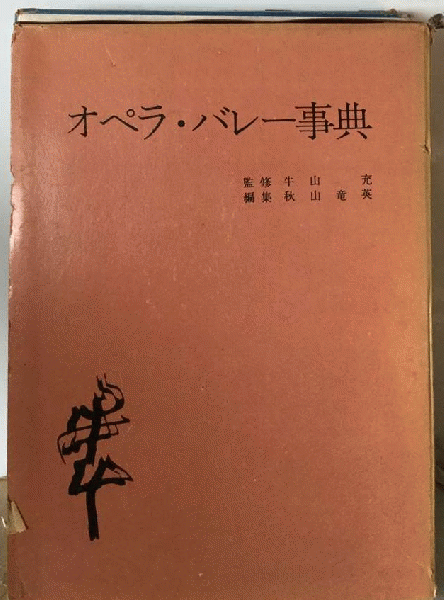 オペラ・バレー事典
監修 牛山 充
編集 秋山竜英